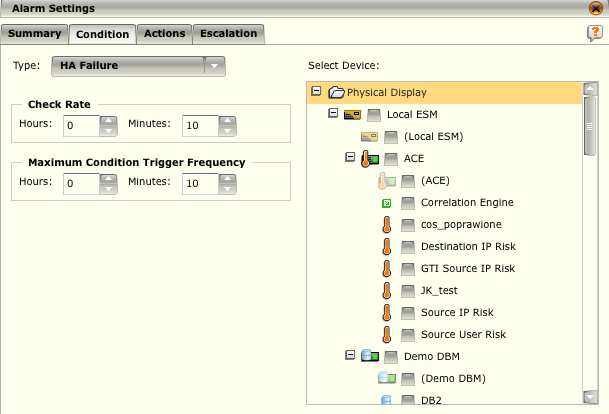 Alarm Settings
Summary Condition Actions Escalation
Type: HA Failure
Check Rate
Hours: 0 Minutes: 10
Maximum Condition Trigger Frequency
Hours: 0 Minutes: 10
Select Device:
Physical Display
Local ESM
(Local ESM)
ACE
(ACE)
Correlation Engine
cos_poprawione
Destination IP Risk
GTI Source IP Risk
JK_test
Source IP Risk
Source User Risk
Demo DBM
(Demo DBM)
DB2